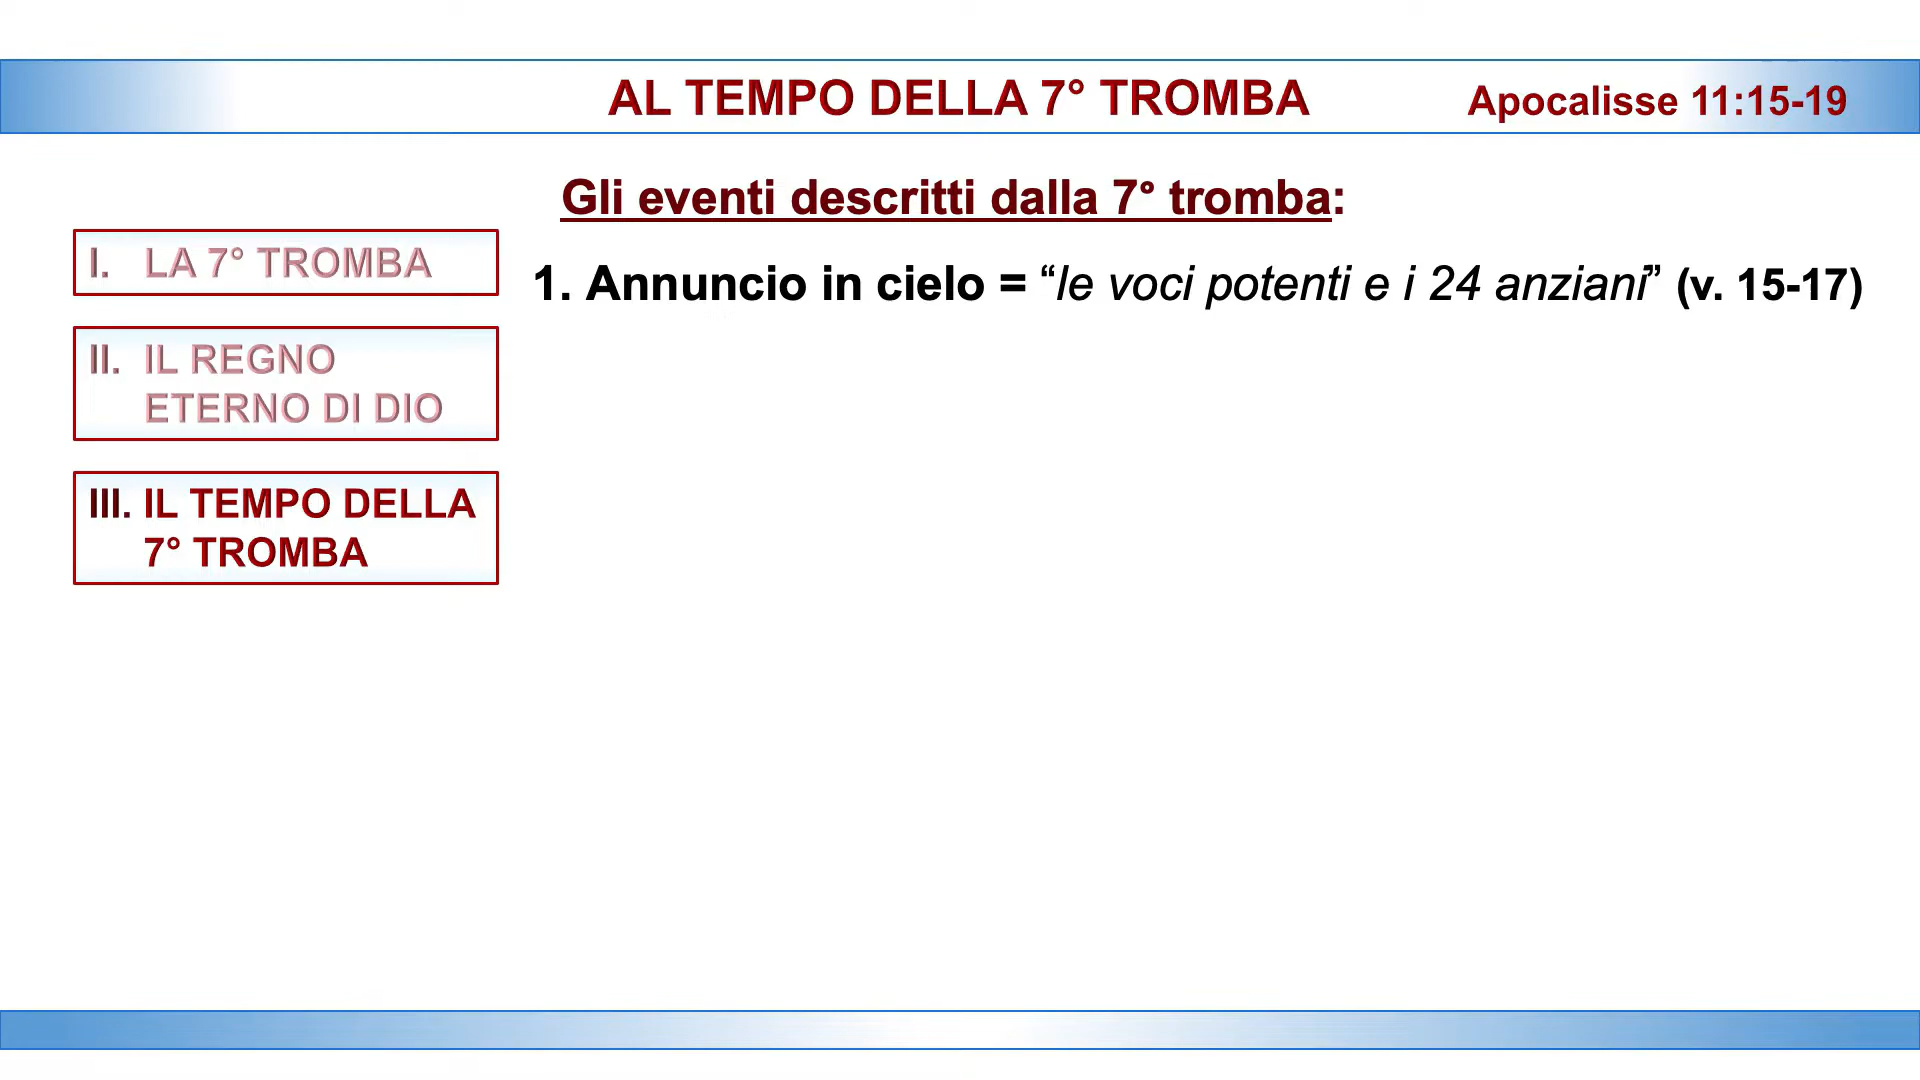 AL TEMPO DELLA 7° TROMBA
Apocalisse 11:15-19
Gli eventi descritti dalla 7° tromba:
I. LA 7° TROMBA
1. Annuncio in cielo = “le voci potenti e i 24 anziani” (v. 15-17)
II. IL REGNO
ETERNO DI DIO
III. IL TEMPO DELLA
7° TROMBA